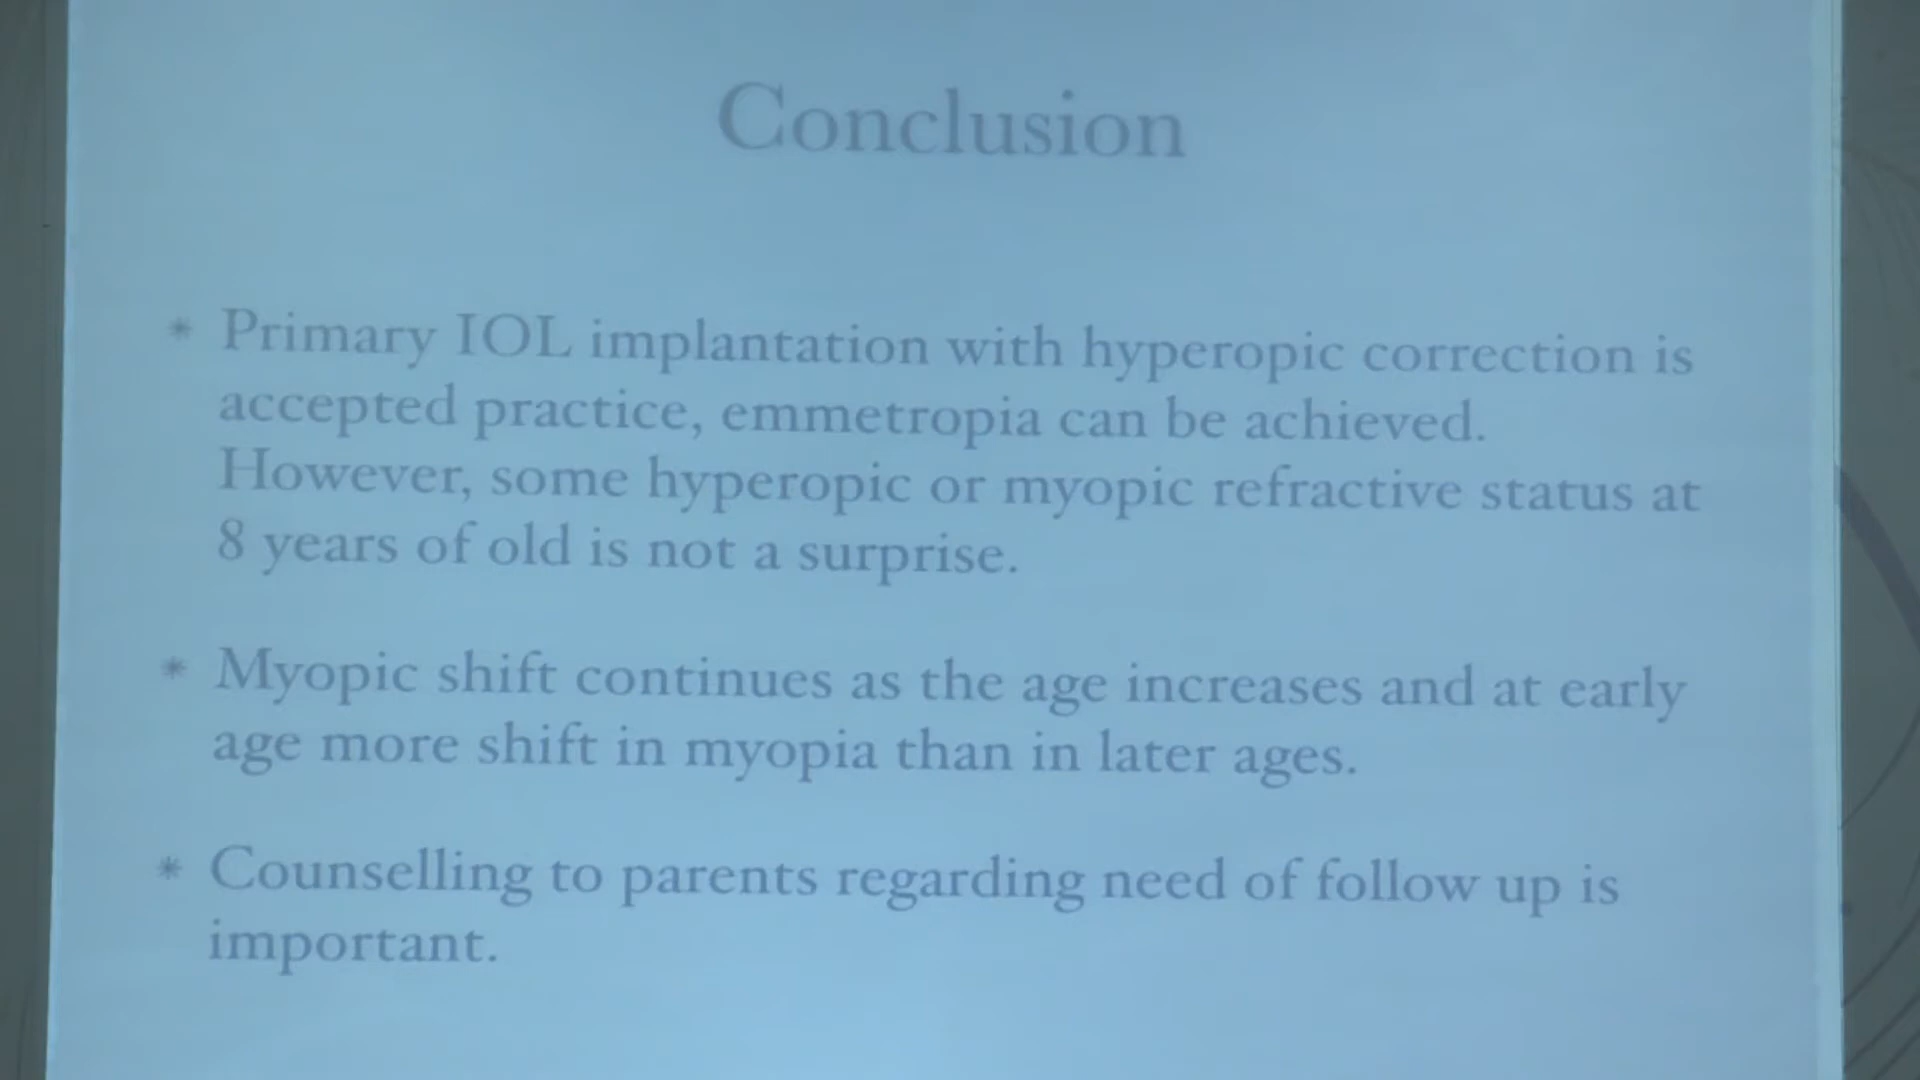 Conclusion
* Primary IOL implantation with hyperopic correction is
accepted practice, emmetropia can be achieved.
However, some hyperopic or myopic refractive status at
8 years of old is not a surprise.
* Myopic shift continues as the age increases and at early
age more shift in myopia than in later ages.
* Counselling to parents regarding need of follow up is
important.